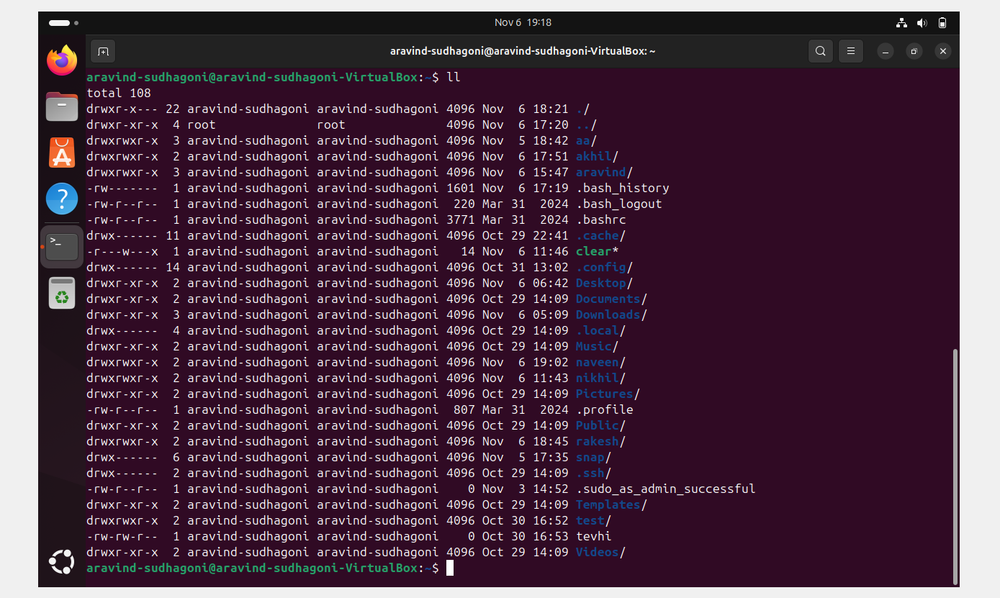 Nov 6 19:18
aravind-sudhagoni@aravind-sudhagoni-VirtualBox: ~
aravind-sudhagoni@aravind-sudhagoni-VirtualBox:~$ ll
total 108
drwxr-x--- 22 aravind-sudhagoni aravind-sudhagoni 4096 Nov  6 18:21 ./
drwxr-xr-x  4 root              root              4096 Nov  6 17:20 ../
drwxrwxr-x  3 aravind-sudhagoni aravind-sudhagoni 4096 Nov  5 18:42 aa/
drwxrwxr-x  2 aravind-sudhagoni aravind-sudhagoni 4096 Nov  6 17:51 akhil/
drwxrwxr-x  3 aravind-sudhagoni aravind-sudhagoni 4096 Nov  6 15:47 aravind/
-rw-------  1 aravind-sudhagoni aravind-sudhagoni 1601 Nov  6 17:19 .bash_history
-rw-r--r--  1 aravind-sudhagoni aravind-sudhagoni  220 Mar 31  2024 .bash_logout
-rw-r--r--  1 aravind-sudhagoni aravind-sudhagoni 3771 Mar 31  2024 .bashrc
drwx------ 11 aravind-sudhagoni aravind-sudhagoni 4096 Oct 29 22:41 .cache/
-r---w---x  1 aravind-sudhagoni aravind-sudhagoni   14 Nov  6 11:46 clear*
drwx------ 14 aravind-sudhagoni aravind-sudhagoni 4096 Oct 31 13:02 .config/
drwxr-xr-x  2 aravind-sudhagoni aravind-sudhagoni 4096 Nov  6 06:42 Desktop/
drwxr-xr-x  2 aravind-sudhagoni aravind-sudhagoni 4096 Oct 29 14:09 Documents/
drwxr-xr-x  3 aravind-sudhagoni aravind-sudhagoni 4096 Nov  6 05:09 Downloads/
drwx------  4 aravind-sudhagoni aravind-sudhagoni 4096 Oct 29 14:09 .local/
drwxr-xr-x  2 aravind-sudhagoni aravind-sudhagoni 4096 Oct 29 14:09 Music/
drwxrwxr-x  2 aravind-sudhagoni aravind-sudhagoni 4096 Nov  6 19:02 naveen/
drwxrwxr-x  2 aravind-sudhagoni aravind-sudhagoni 4096 Nov  6 11:43 nikhil/
drwxr-xr-x  2 aravind-sudhagoni aravind-sudhagoni 4096 Oct 29 14:09 Pictures/
-rw-r--r--  1 aravind-sudhagoni aravind-sudhagoni  807 Mar 31  2024 .profile
drwxr-xr-x  2 aravind-sudhagoni aravind-sudhagoni 4096 Oct 29 14:09 Public/
drwxrwxr-x  2 aravind-sudhagoni aravind-sudhagoni 4096 Nov  6 18:45 rakesh/
drwx------  6 aravind-sudhagoni aravind-sudhagoni 4096 Nov  5 17:35 snap/
drwx------  2 aravind-sudhagoni aravind-sudhagoni 4096 Oct 29 14:09 .ssh/
-rw-r--r--  1 aravind-sudhagoni aravind-sudhagoni    0 Nov  3 14:52 .sudo_as_admin_successful
drwxr-xr-x  2 aravind-sudhagoni aravind-sudhagoni 4096 Oct 29 14:09 Templates/
drwxrwxr-x  2 aravind-sudhagoni aravind-sudhagoni 4096 Oct 30 16:52 test/
-rw-rw-r--  1 aravind-sudhagoni aravind-sudhagoni    0 Oct 30 16:53 tevhi
drwxr-xr-x  2 aravind-sudhagoni aravind-sudhagoni 4096 Oct 29 14:09 Videos/
aravind-sudhagoni@aravind-sudhagoni-VirtualBox:~$